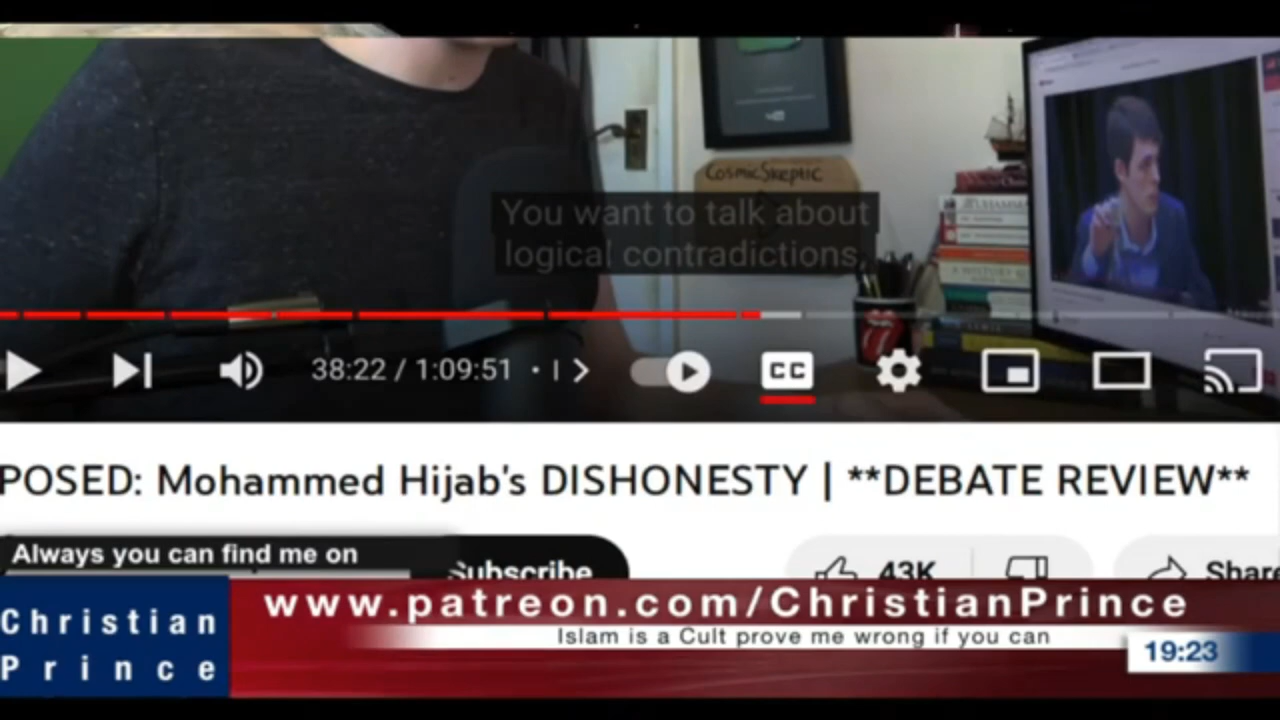 CosmicSkeptic
You want to talk about
logical contradictions,
38:22 / 1:09:51
CC
POSED: Mohammed Hijab's DISHONESTY | **DEBATE REVIEW**
Always you can find me on
Subscribe
43K
Share
www.patreon.com/ChristianPrince
Christian
Prince
Islam is a Cult prove me wrong if you can
19:23